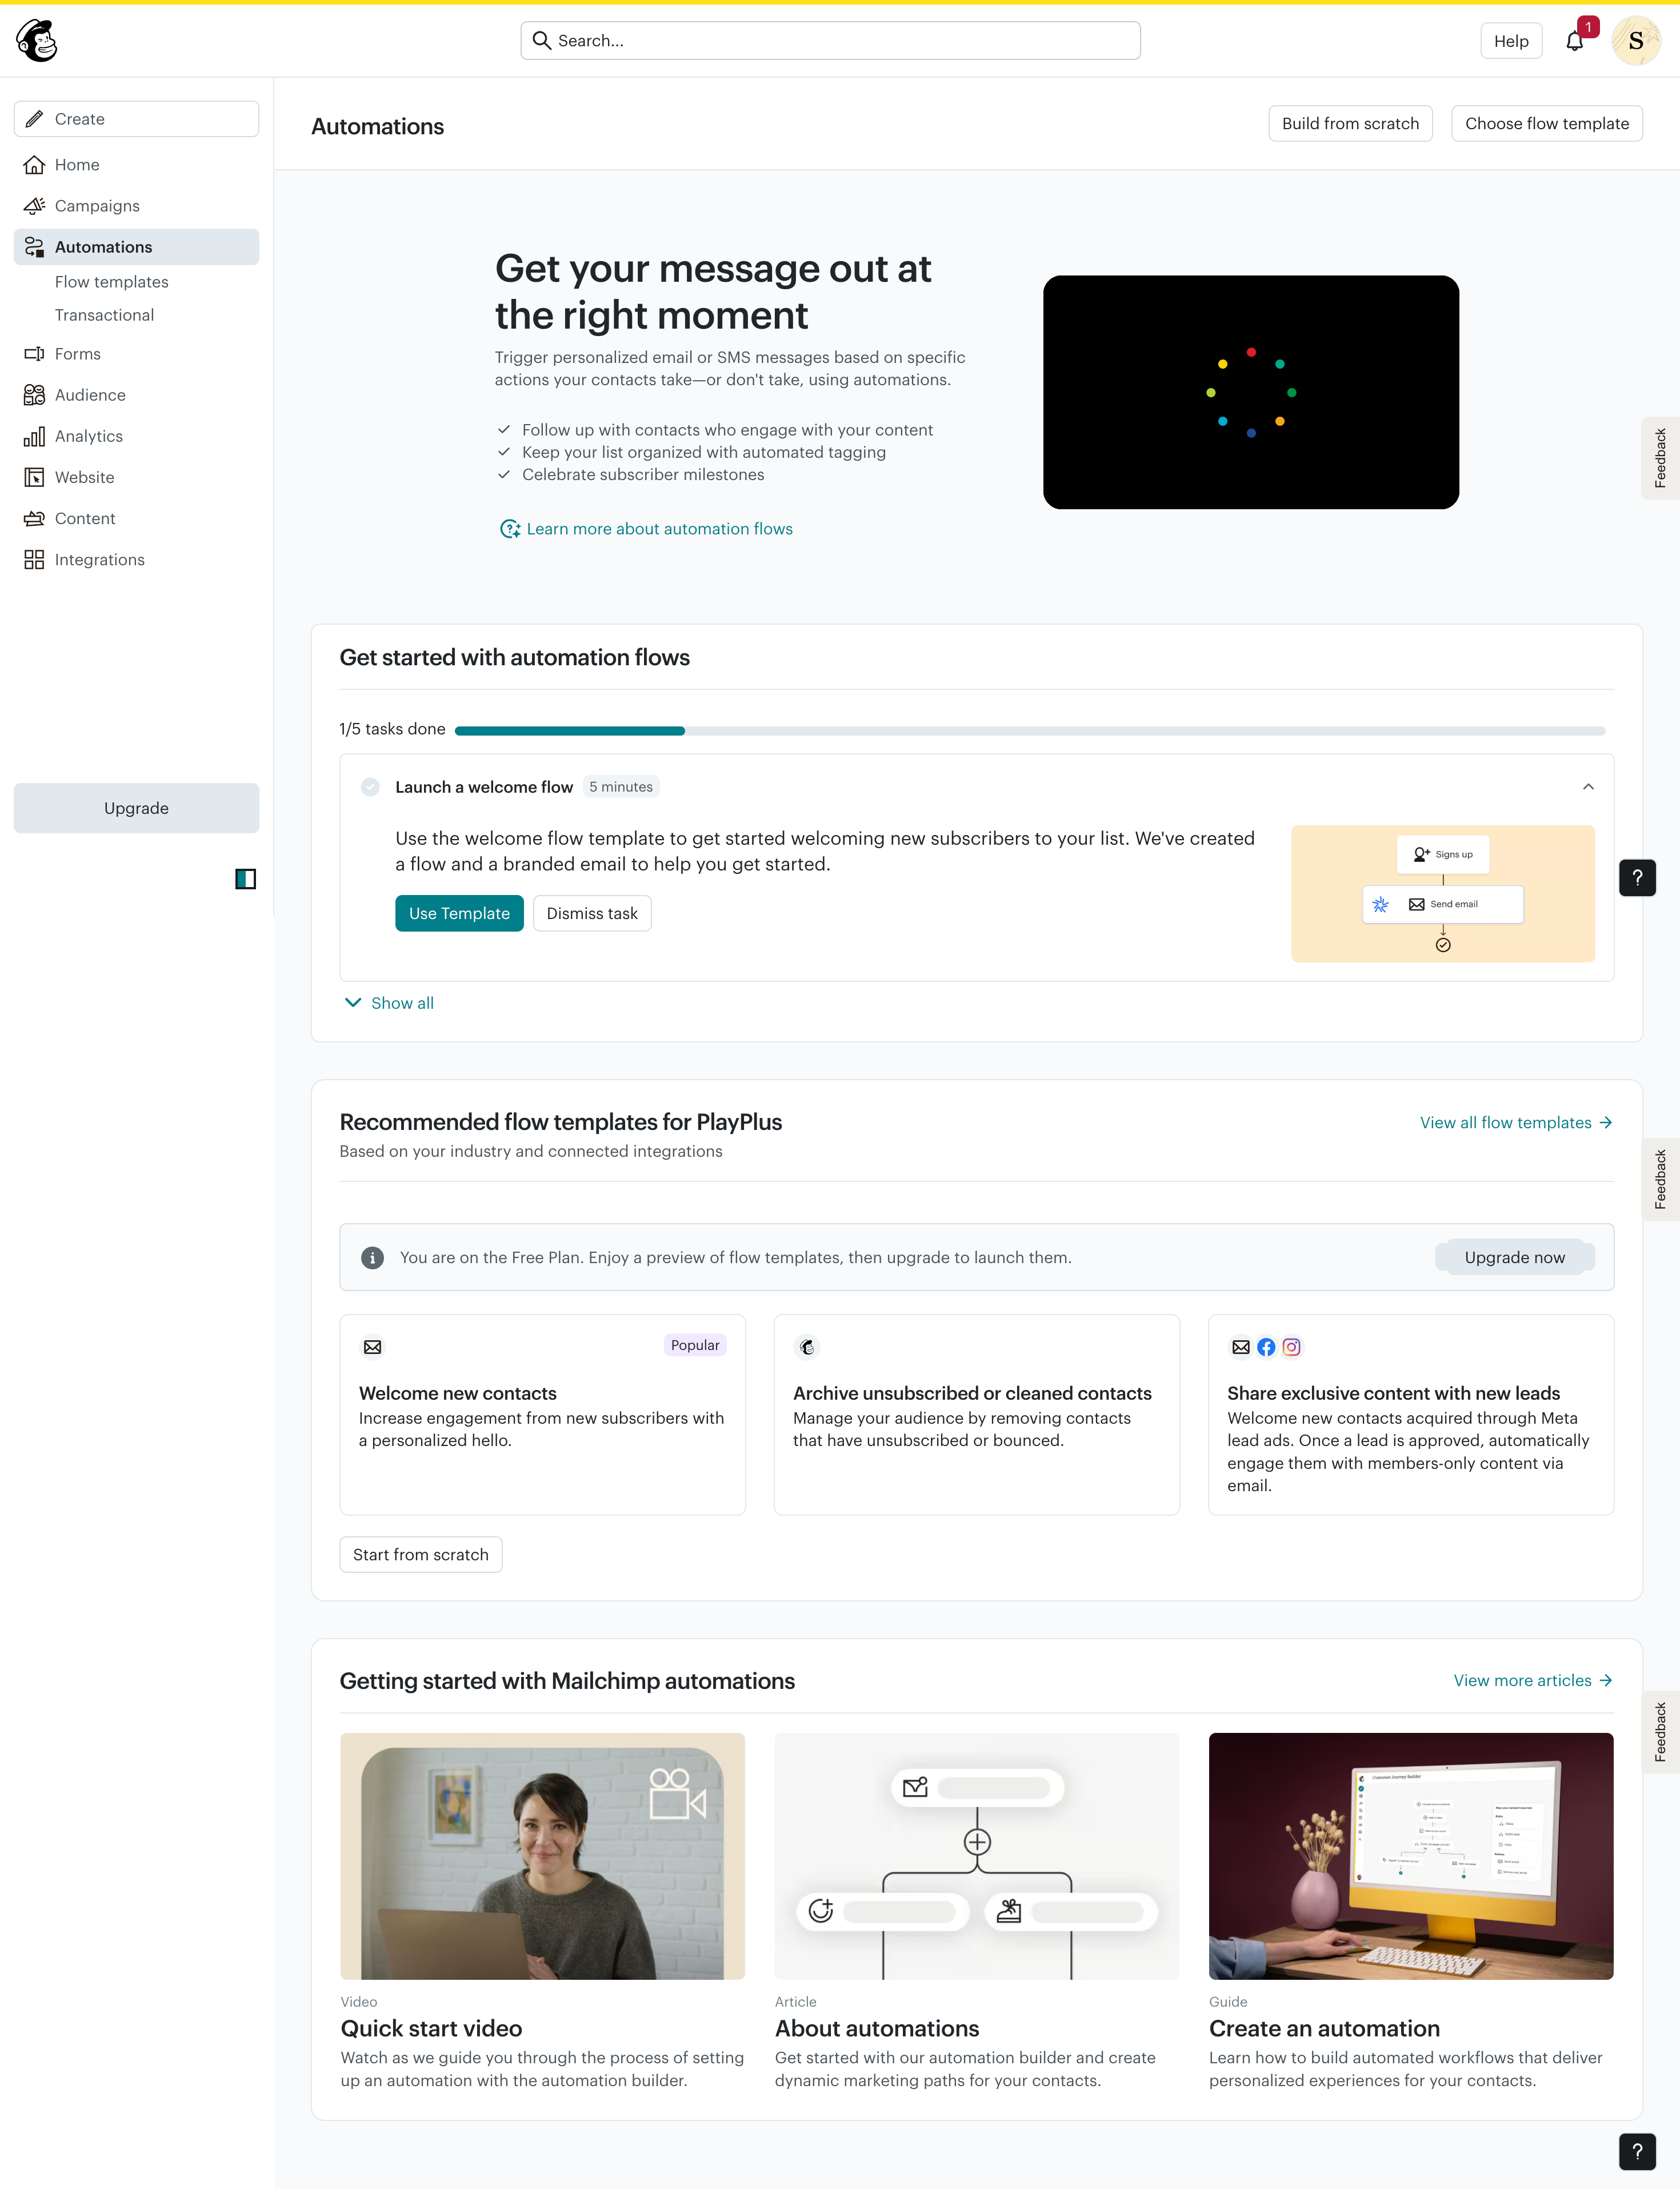 Search...
Help
1
S
Create
Home
Campaigns
Automations
Flow templates
Transactional
Forms
Audience
Analytics
Website
Content
Integrations
Upgrade
Automations
Build from scratch
Choose flow template
Get your message out at
the right moment
Trigger personalized email or SMS messages based on specific
actions your contacts take—or don't take, using automations.
Follow up with contacts who engage with your content
Keep your list organized with automated tagging
Celebrate subscriber milestones
Learn more about automation flows
Feedback
Get started with automation flows
1/5 tasks done
Launch a welcome flow
5 minutes
Use the welcome flow template to get started welcoming new subscribers to your list. We've created
a flow and a branded email to help you get started.
Use Template
Dismiss task
Signs up
Send email
?
Show all
Recommended flow templates for PlayPlus
View all flow templates
Based on your industry and connected integrations
Feedback
You are on the Free Plan. Enjoy a preview of flow templates, then upgrade to launch them.
Upgrade now
Popular
Welcome new contacts
Increase engagement from new subscribers with
a personalized hello.
Archive unsubscribed or cleaned contacts
Manage your audience by removing contacts
that have unsubscribed or bounced.
Share exclusive content with new leads
Welcome new contacts acquired through Meta
lead ads. Once a lead is approved, automatically
engage them with members-only content via
email.
Start from scratch
Getting started with Mailchimp automations
View more articles
Feedback
Customer Journey Builder
Video
Quick start video
Watch as we guide you through the process of setting
up an automation with the automation builder.
Article
About automations
Get started with our automation builder and create
dynamic marketing paths for your contacts.
Guide
Create an automation
Learn how to build automated workflows that deliver
personalized experiences for your contacts.
?